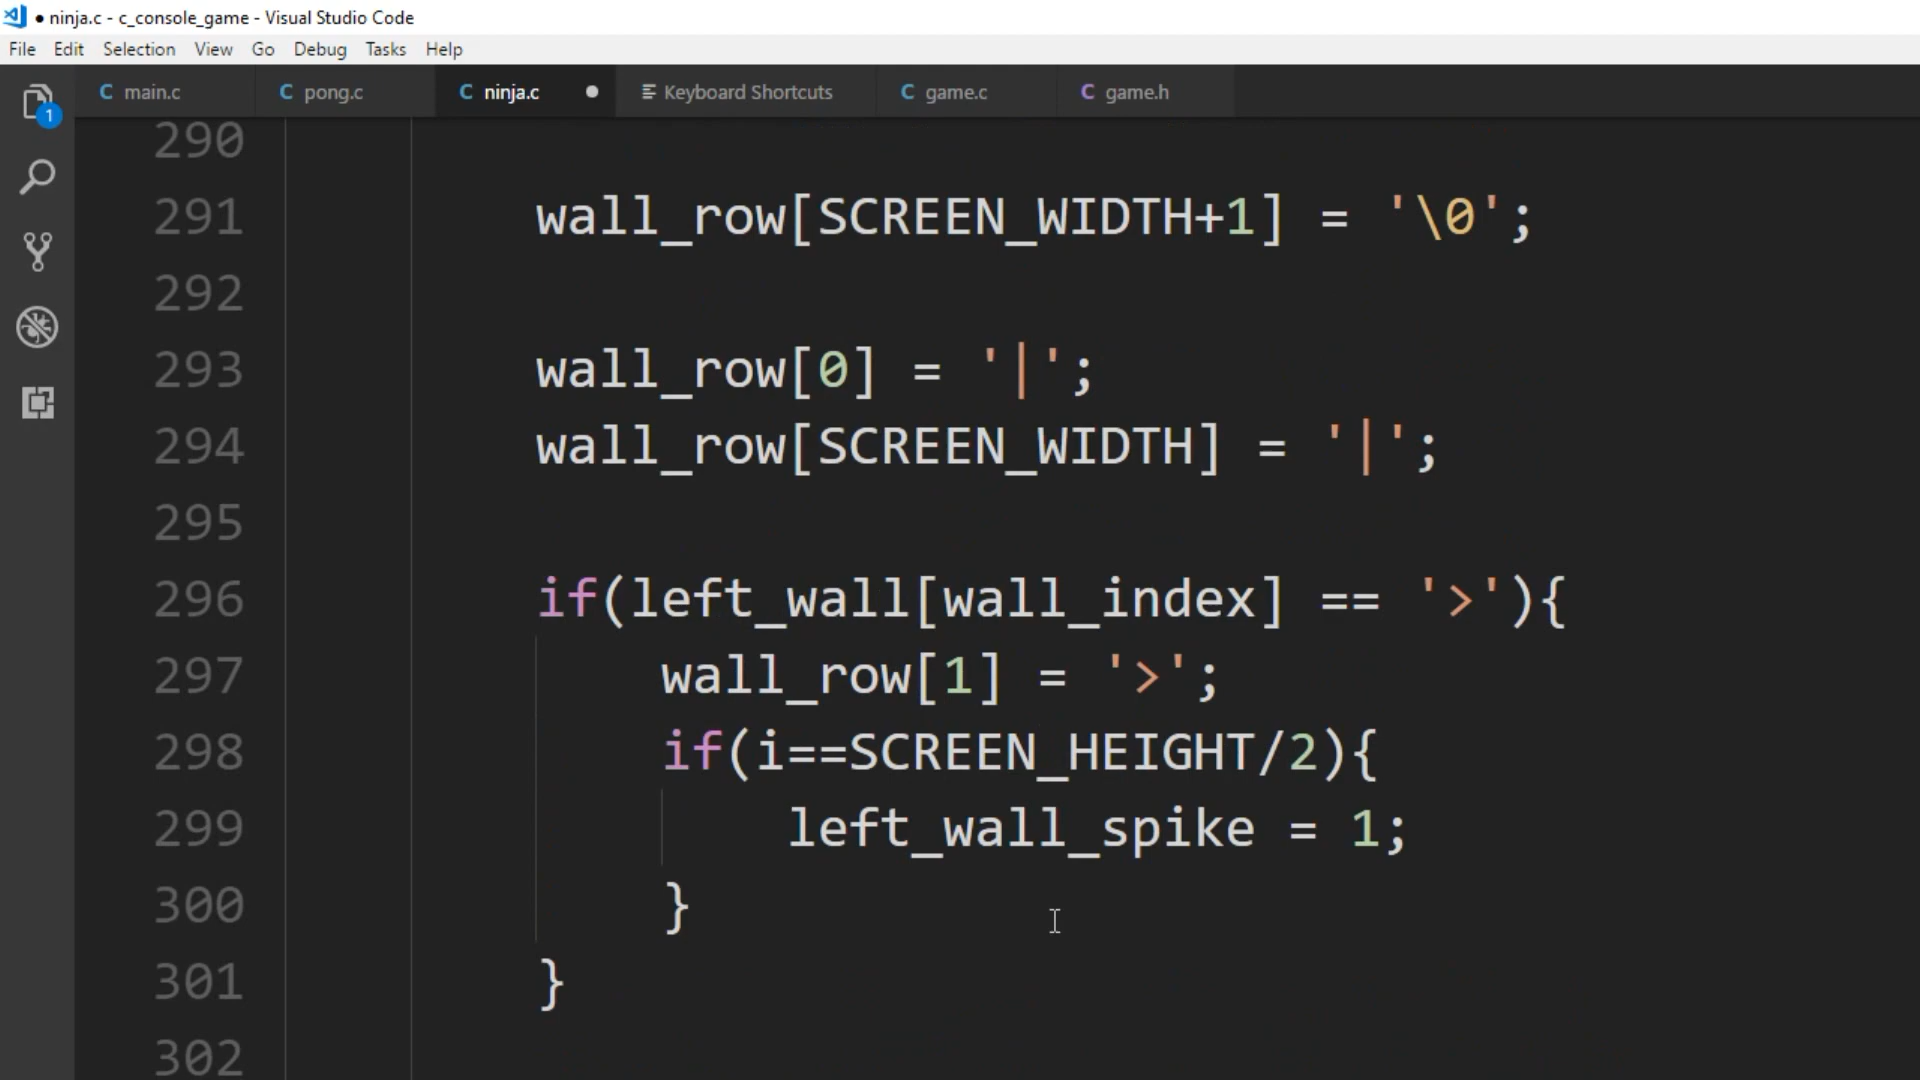 ● ninja.c - c_console_game - Visual Studio Code
File Edit Selection View Go Debug Tasks Help
C main.c C pong.c C ninja.c ● Keyboard Shortcuts C game.c C game.h
1
290
291 wall_row[SCREEN_WIDTH+1] = '\0';
292
293 wall_row[0] = '|';
294 wall_row[SCREEN_WIDTH] = '|';
295
296 if(left_wall[wall_index] == '>'){
297 wall_row[1] = '>';
298 if(i==SCREEN_HEIGHT/2){
299 left_wall_spike = 1;
300 }
301 }
302